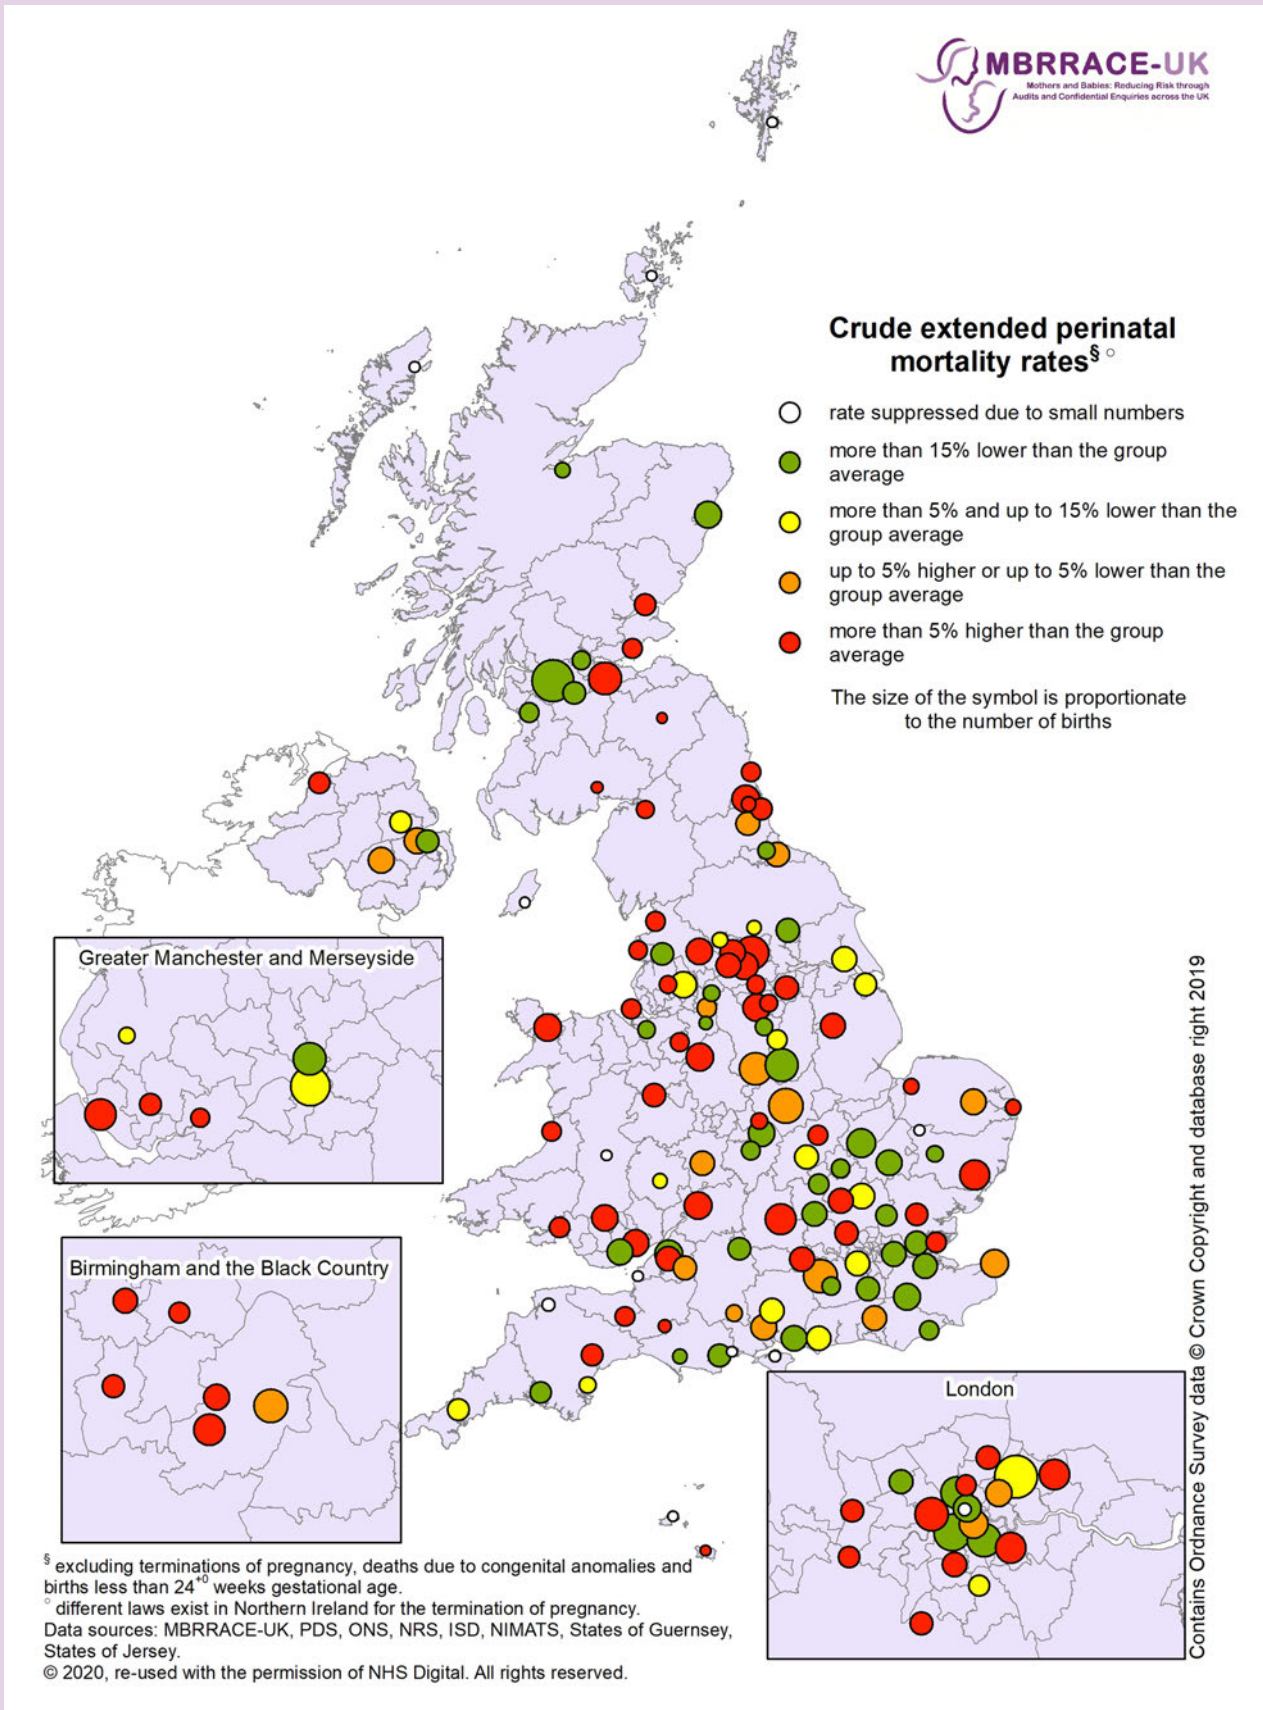 MBRRACE-UK
Mothers and Babies: Reducing Risk through
Audits and Confidential Enquiries across the UK
Crude extended perinatal
mortality rates§ ○
rate suppressed due to small numbers
more than 15% lower than the group
average
more than 5% and up to 15% lower than the
group average
up to 5% higher or up to 5% lower than the
group average
more than 5% higher than the group
average
The size of the symbol is proportionate
to the number of births
Greater Manchester and Merseyside
Birmingham and the Black Country
London
Contains Ordnance Survey data © Crown Copyright and database right 2019
§ excluding terminations of pregnancy, deaths due to congenital anomalies and
births less than 24+0 weeks gestational age.
○ different laws exist in Northern Ireland for the termination of pregnancy.
Data sources: MBRRACE-UK, PDS, ONS, NRS, ISD, NIMATS, States of Guernsey,
States of Jersey.
© 2020, re-used with the permission of NHS Digital. All rights reserved.